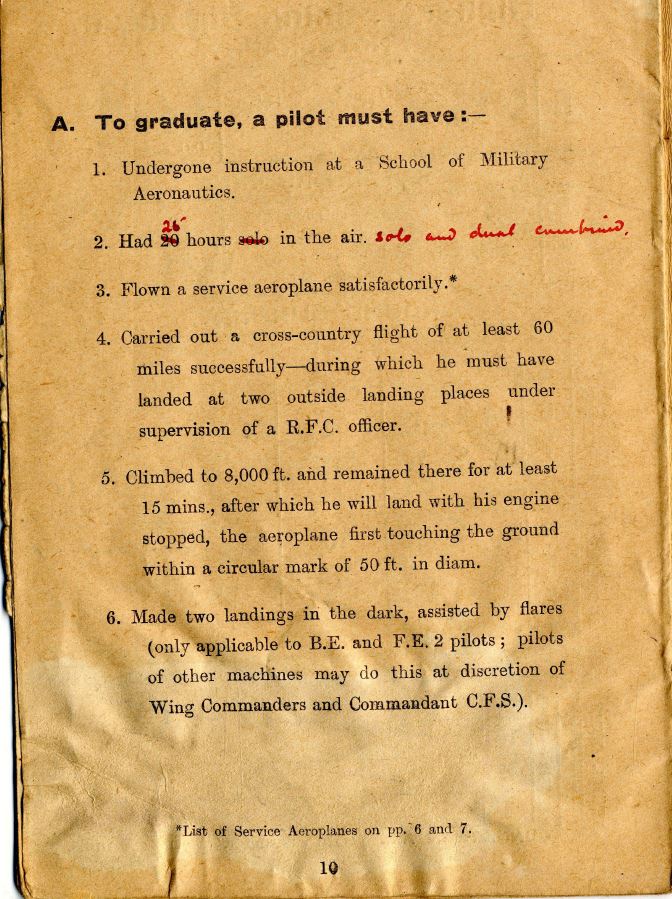 A. To graduate, a pilot must have :—
1. Undergone instruction at a School of Military
Aeronautics.
25
2. Had 20 hours solo in the air. solo and dual combined.
3. Flown a service aeroplane satisfactorily.*
4. Carried out a cross-country flight of at least 60
miles successfully—during which he must have
landed at two outside landing places under
supervision of a R.F.C. officer.
5. Climbed to 8,000 ft. and remained there for at least
15 mins., after which he will land with his engine
stopped, the aeroplane first touching the ground
within a circular mark of 50 ft. in diam.
6. Made two landings in the dark, assisted by flares
(only applicable to B.E. and F.E. 2 pilots ; pilots
of other machines may do this at discretion of
Wing Commanders and Commandant C.F.S.).
*List of Service Aeroplanes on pp. 6 and 7.
10